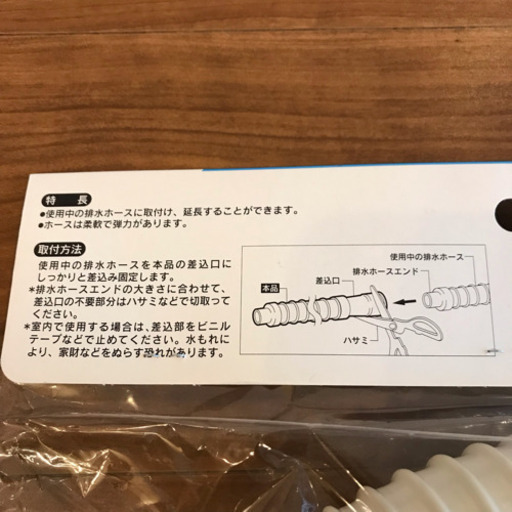 特長
●使用中の排水ホースに取付け、延長することができます。
●ホースは柔軟で弾力があります。
取付方法
使用中の排水ホースを本品の差込口に
しっかりと差込み固定します。
*排水ホースエンドの大きさに合わせて、
差込口の不要部分はハサミなどで切取って
ください。
*室内で使用する場合は、差込部をビニル
テープなどで止めてください。水もれに
より、家財などをぬらす恐れがあります。
使用中の排水ホース
排水ホースエンド
差込口
本品
ハサミ